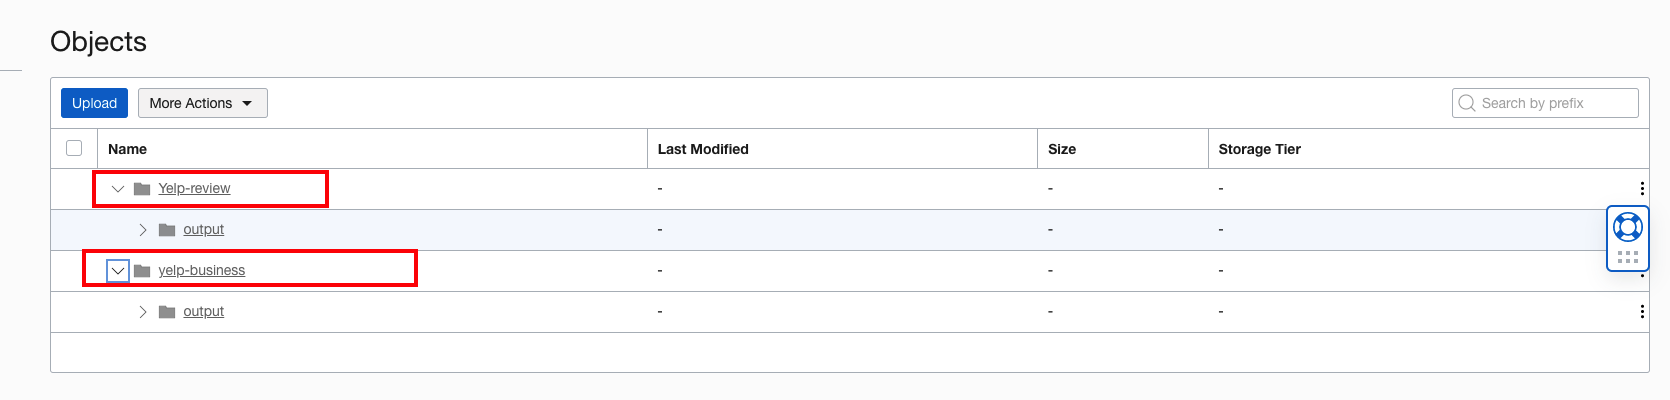 Objects
Upload More Actions Search by prefix
Name Last Modified Size Storage Tier
Yelp-review - - -
output - - -
yelp-business - - -
output - - -